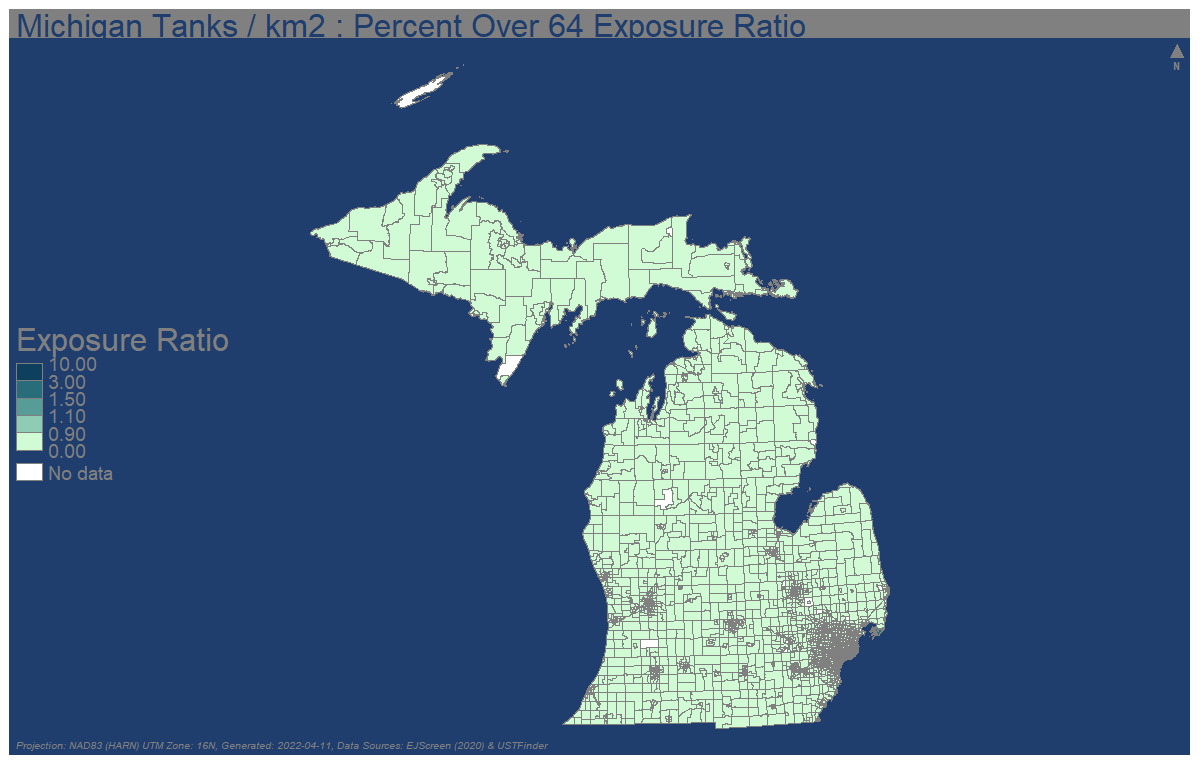 Michigan Tanks / km2 : Percent Over 64 Exposure Ratio
N
Exposure Ratio
10.00
3.00
1.50
1.10
0.90
0.00
No data
Projection: NAD83 (HARN) UTM Zone: 16N, Generated: 2022-04-11, Data Sources: EJScreen (2020) & USTFinder